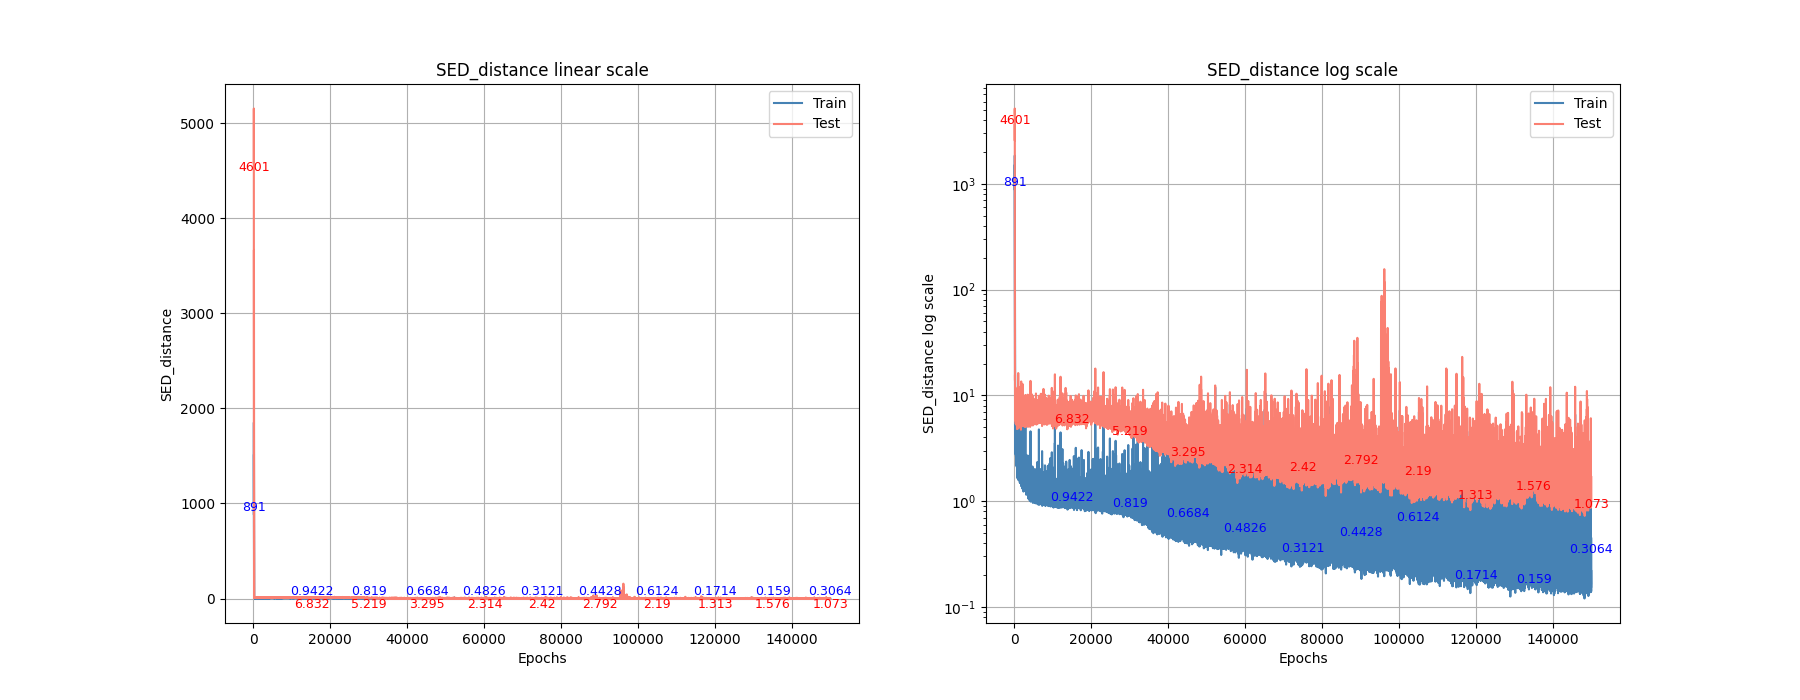 SED_distance linear scale
Train
Test
5000
4000
3000
2000
1000
0
SED_distance
4601
891
0.9422 0.819 0.6684 0.4826 0.3121 0.4428 0.6124 0.1714 0.159 0.3064
6.832 5.219 3.295 2.314 2.42 2.792 2.19 1.313 1.576 1.073
0 20000 40000 60000 80000 100000 120000 140000
Epochs
SED_distance log scale
Train
Test
10³
10²
10¹
10⁰
10⁻¹
SED_distance log scale
4601
891
6.832 5.219 3.295 2.314 2.42 2.792 2.19 1.313 1.576 1.073
0.9422 0.819 0.6684 0.4826 0.3121 0.4428 0.6124 0.1714 0.159 0.3064
0 20000 40000 60000 80000 100000 120000 140000
Epochs